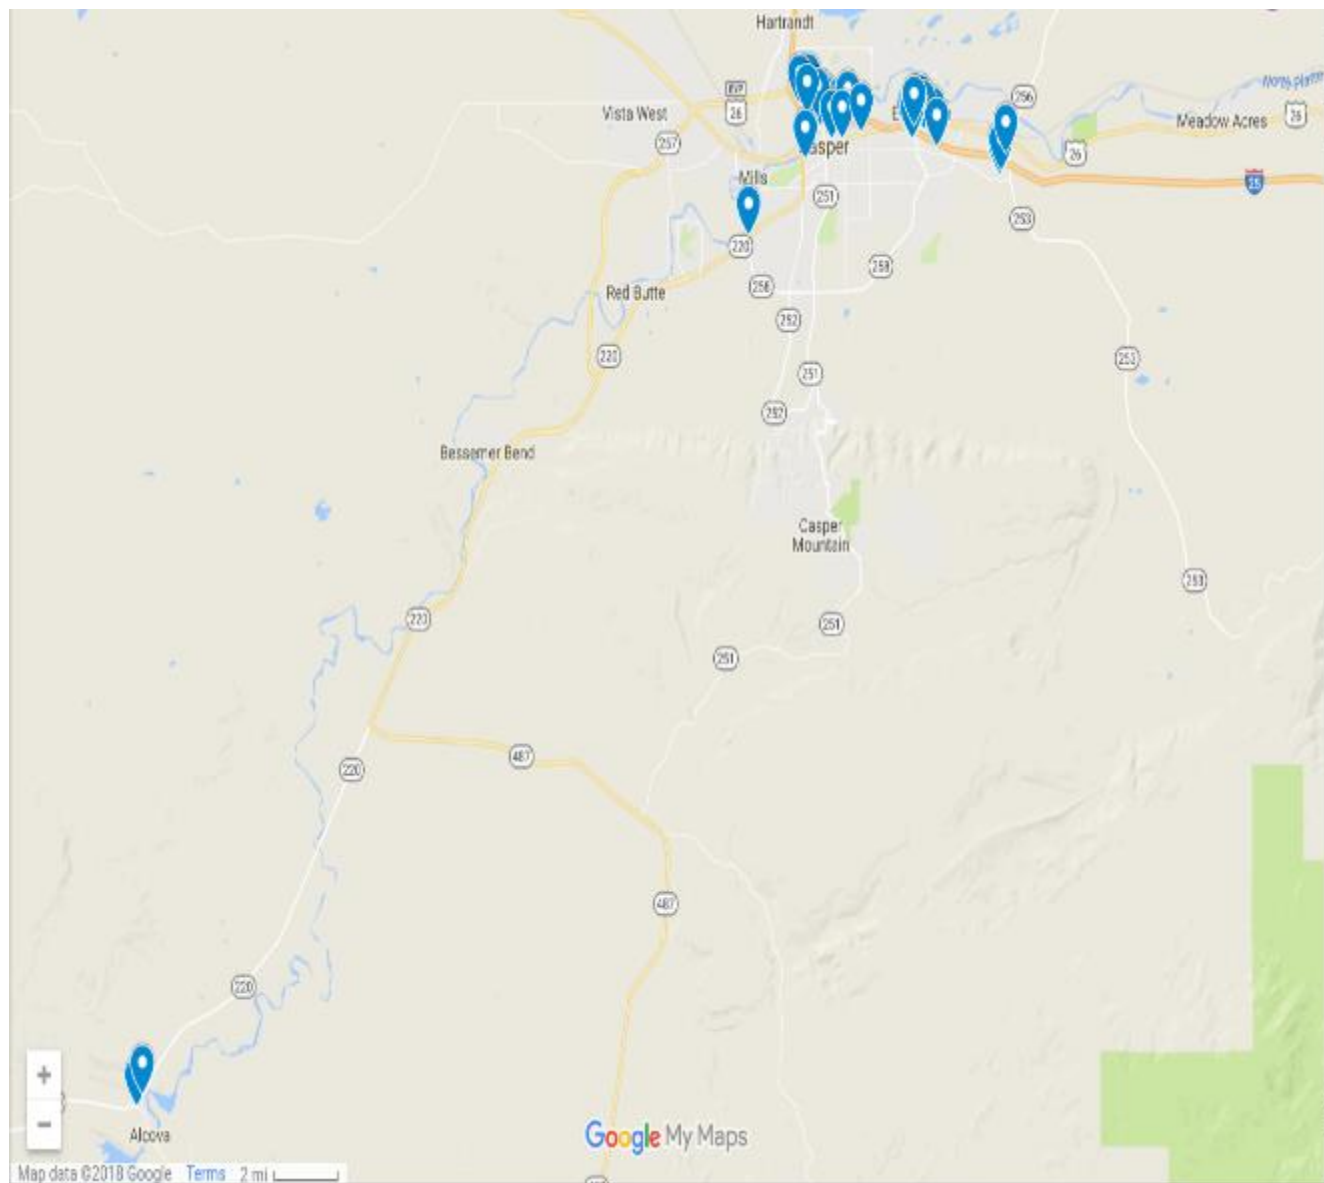 Hartrandt
BYP
26
256
North Platte
Vista West
Meadow Acres
26
257
26
Casper
Mills
25
251
253
220
258
258
Red Butte
252
220
253
251
252
Bessemer Bend
Casper
Mountain
253
220
251
251
487
220
487
220
+
−
Alcova
Google My Maps
Map data ©2018 Google Terms 2 mi